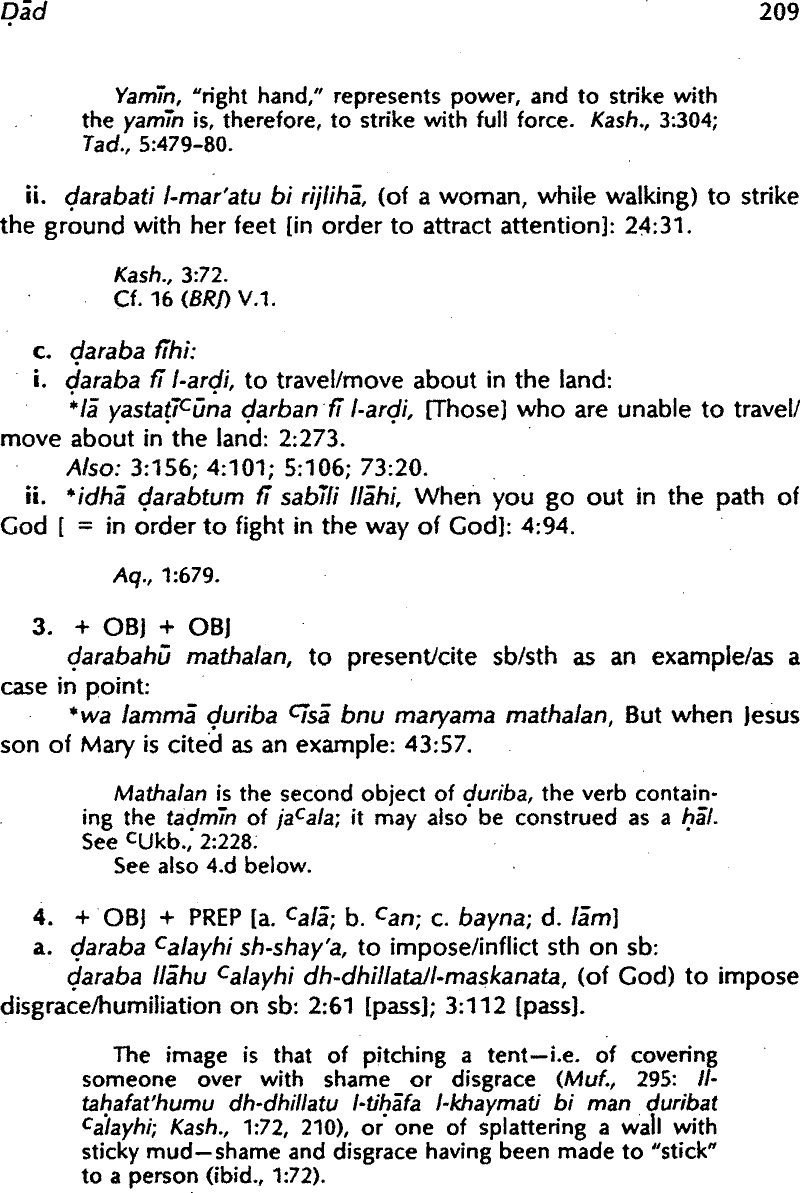 Ḍād 209
Yamīn, "right hand," represents power, and to strike with
the yamīn is, therefore, to strike with full force. Kash., 3:304;
Tad., 5:479-80.
ii. ḍarabati l-mar'atu bi rijlihā, (of a woman, while walking) to strike
the ground with her feet [in order to attract attention]: 24:31.
Kash., 3:72.
Cf. 16 (BRJ) V.1.
c. ḍaraba fīhi:
i. ḍaraba fī l-arḍi, to travel/move about in the land:
*lā yastaṭīᶜūna ḍarban fī l-arḍi, [Those] who are unable to travel/
move about in the land: 2:273.
Also: 3:156; 4:101; 5:106; 73:20.
ii. *idhā ḍarabtum fī sabīli llāhi, When you go out in the path of
God [ = in order to fight in the way of God]: 4:94.
Aq., 1:679.
3. + OBJ + OBJ
ḍarabahū mathalan, to present/cite sb/sth as an example/as a
case in point:
*wa lammā ḍuriba ᶜīsā bnu maryama mathalan, But when Jesus
son of Mary is cited as an example: 43:57.
Mathalan is the second object of ḍuriba, the verb contain-
ing the taḍmīn of jaᶜala; it may also be construed as a ḥāl.
See ᶜUkb., 2:228.
See also 4.d below.
4. + OBJ + PREP [a. ᶜalā; b. ᶜan; c. bayna; d. lām]
a. ḍaraba ᶜalayhi sh-shay'a, to impose/inflict sth on sb:
ḍaraba llāhu ᶜalayhi dh-dhillata/l-maskanata, (of God) to impose
disgrace/humiliation on sb: 2:61 [pass]; 3:112 [pass].
The image is that of pitching a tent—i.e. of covering
someone over with shame or disgrace (Muf., 295: Il-
taḥafat'humu dh-dhillatu l-tiḥāfa l-khaymati bi man ḍuribat
ᶜalayhi; Kash., 1:72, 210), or one of splattering a wall with
sticky mud—shame and disgrace having been made to "stick"
to a person (ibid., 1:72).